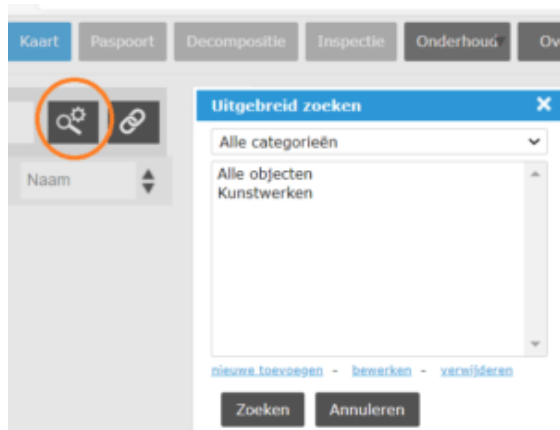 Kaart Paspoort Decompositie Inspectie Onderhoud Ov
Uitgebreid zoeken
Alle categorieën
Naam
Alle objecten
Kunstwerken
nieuwe toevoegen - bewerken - verwijderen
Zoeken Annuleren